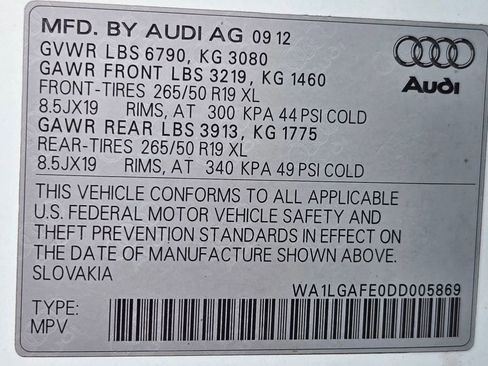 MFD. BY AUDI AG 09 12
GVWR LBS 6790, KG 3080
GAWR FRONT LBS 3219, KG 1460
FRONT-TIRES 265/50 R19 XL
8.5JX19 RIMS, AT 300 KPA 44 PSI COLD
GAWR REAR LBS 3913, KG 1775
REAR-TIRES 265/50 R19 XL
8.5JX19 RIMS, AT 340 KPA 49 PSI COLD
THIS VEHICLE CONFORMS TO ALL APPLICABLE
U.S. FEDERAL MOTOR VEHICLE SAFETY AND
THEFT PREVENTION STANDARDS IN EFFECT ON
THE DATE OF MANUFACTURE SHOWN ABOVE.
SLOVAKIA
Audi
WA1LGAFE0DD005869
TYPE:
MPV